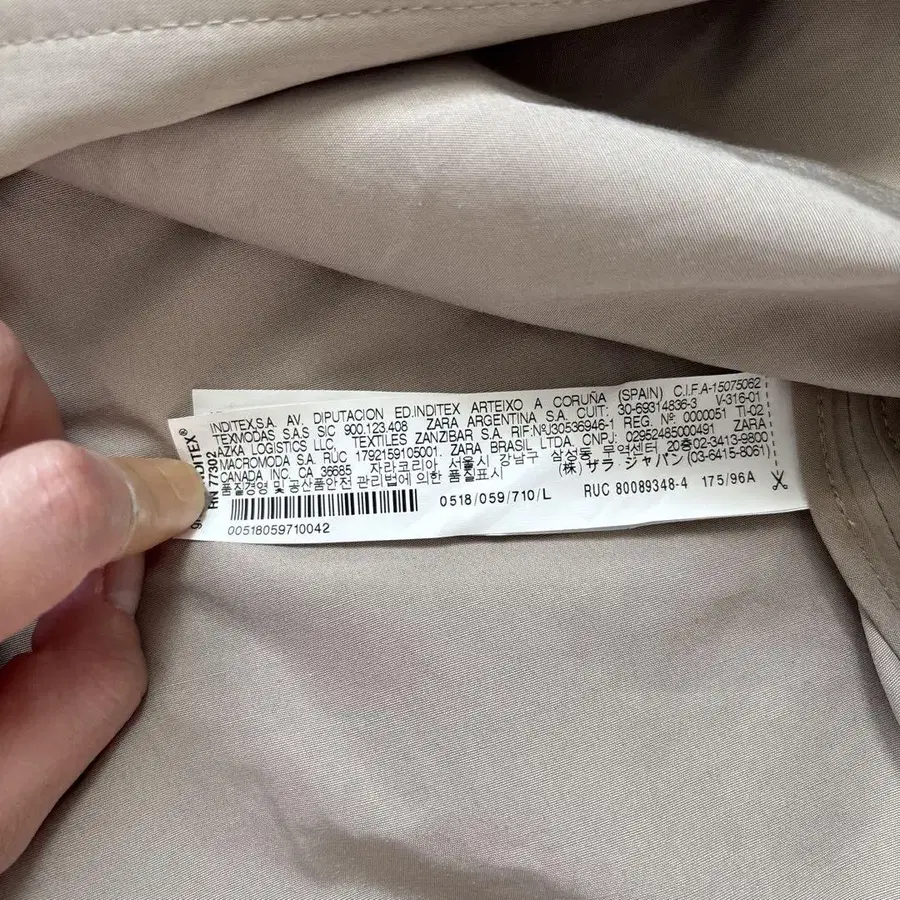 INDITEX®
RN 77302
INDITEX,S.A. AV. DIPUTACION ED.INDITEX ARTEIXO A CORUÑA (SPAIN) C.I.F.A-15075062
TEXMODAS S.A.S SIC 900.123.408 ZARA ARGENTINA S.A. CUIT: 30-69314836-3 V-316-01
AZKA LOGISTICS LLC, TEXTILES ZANZIBAR S.A. RIF:NºJ30536946-1 REG. Nº 0000051 TI-02
MACROMODA S.A. RUC 1792159105001. ZARA BRASIL LTDA. CNPJ: 02952485000491 ZARA
CANADA INC CA 36685 자라코리아 서울시 강남구 삼성동 무역센터 20층02-3413-9800
품질경영 및 공산품안전 관리법에 의한 품질표시 (株) ザラ・ジャパン(03-6415-8061)
0518/059/710/L RUC 80089348-4 175/96A
00518059710042